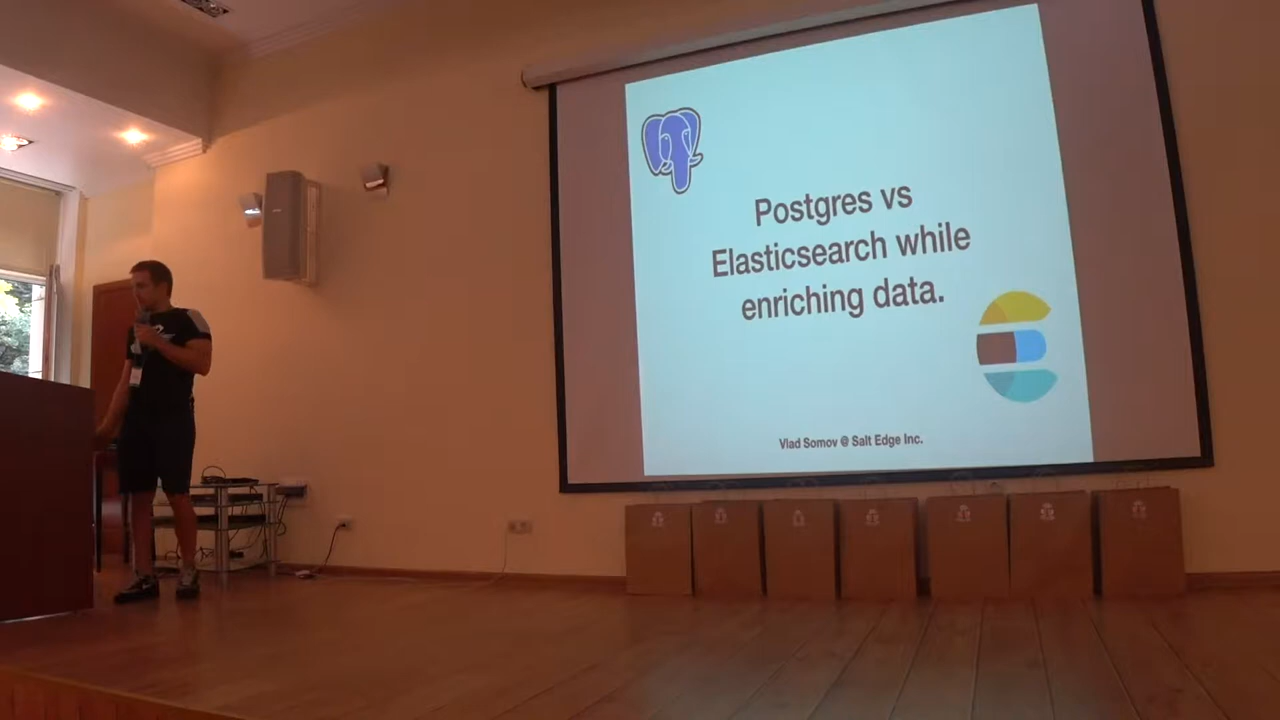 Postgres vs
Elasticsearch while
enriching data.
Vlad Somov @ Salt Edge Inc.